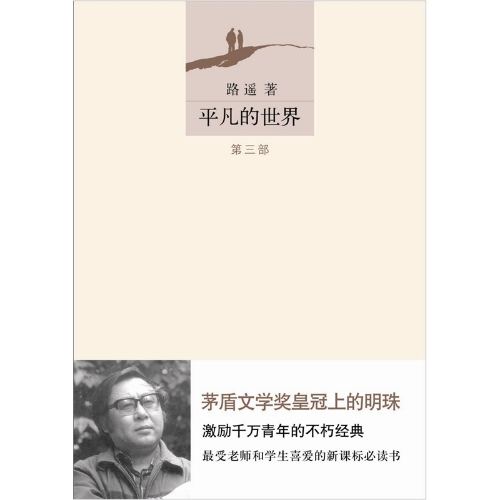 路遥 著
平凡的世界
第三部
茅盾文学奖皇冠上的明珠
激励千万青年的不朽经典
最受老师和学生喜爱的新课标必读书